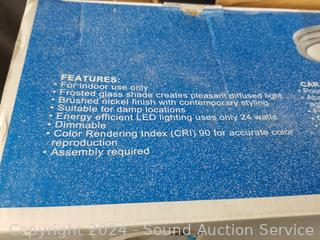 FEATURES:
• For indoor use only
• Frosted glass shade creates pleasant diffused light
• Brushed nickel finish with contemporary styling
• Suitable for damp locations
• Energy efficient LED lighting uses only 24 watts
• Dimmable
• Color Rendering Index (CRI) 90 for accurate color
reproduction
• Assembly required
CAR
Copyright 2024 - Sound Auction Service